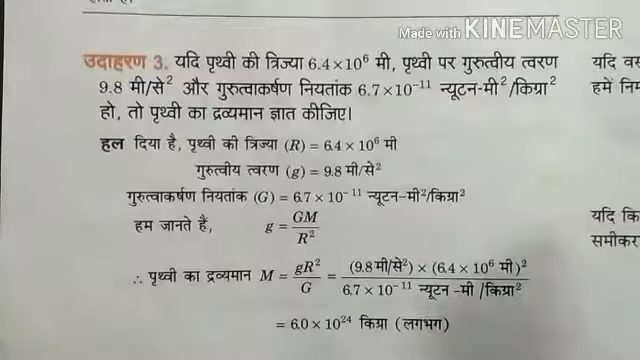 Made with KINEMASTER
उदाहरण 3. यदि पृथ्वी की त्रिज्या 6.4×10⁶ मी, पृथ्वी पर गुरुत्वीय त्वरण
9.8 मी/से² और गुरुत्वाकर्षण नियतांक 6.7×10⁻¹¹ न्यूटन-मी²/किग्रा²
हो, तो पृथ्वी का द्रव्यमान ज्ञात कीजिए।
हल दिया है, पृथ्वी की त्रिज्या (R) = 6.4 × 10⁶ मी
गुरुत्वीय त्वरण (g) = 9.8 मी/से²
गुरुत्वाकर्षण नियतांक (G) = 6.7 × 10⁻¹¹ न्यूटन-मी²/किग्रा²
हम जानते हैं, g = GM/R²
∴ पृथ्वी का द्रव्यमान M = gR²/G = (9.8 मी/से²) × (6.4 × 10⁶ मी)²/6.7 × 10⁻¹¹ न्यूटन-मी /किग्रा²
= 6.0 × 10²⁴ किग्रा (लगभग)
यदि वस
हमें निम
यदि कि
समीकर